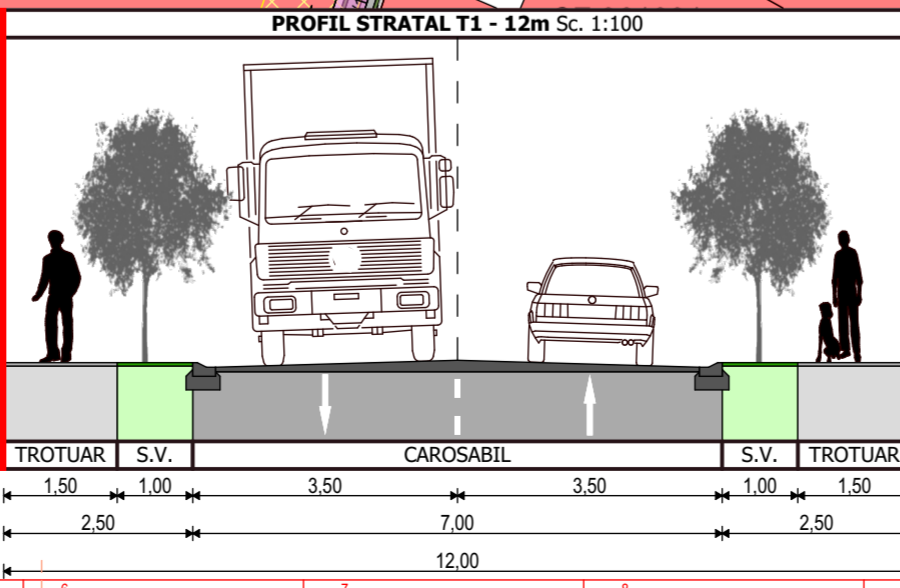 PROFIL STRATAL T1 - 12m Sc. 1:100
TROTUAR S.V. CAROSABIL S.V. TROTUAR
1,50 1,00 3,50 3,50 1,00 1,50
2,50 7,00 2,50
12,00